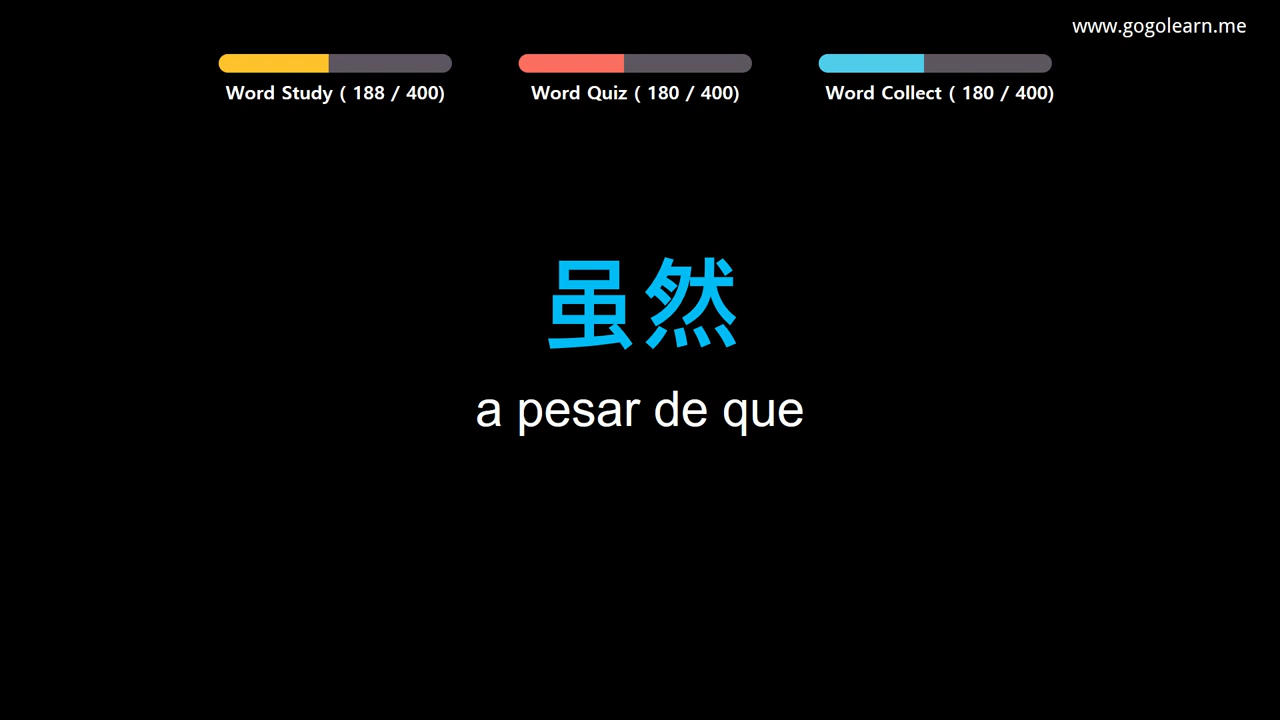 www.gogolearn.me
Word Study ( 188 / 400)
Word Quiz ( 180 / 400)
Word Collect ( 180 / 400)
虽然
a pesar de que